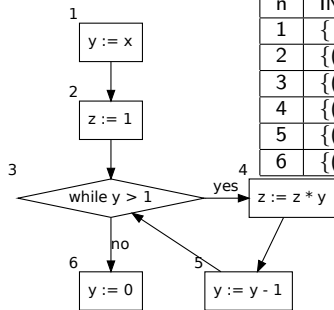 1
y := x
2
z := 1
3
while y > 1
yes
4
z := z * y
no
6
y := 0
5
y := y - 1
n
1 {
2 {(
3 {(
4 {(
5 {(
6 {(